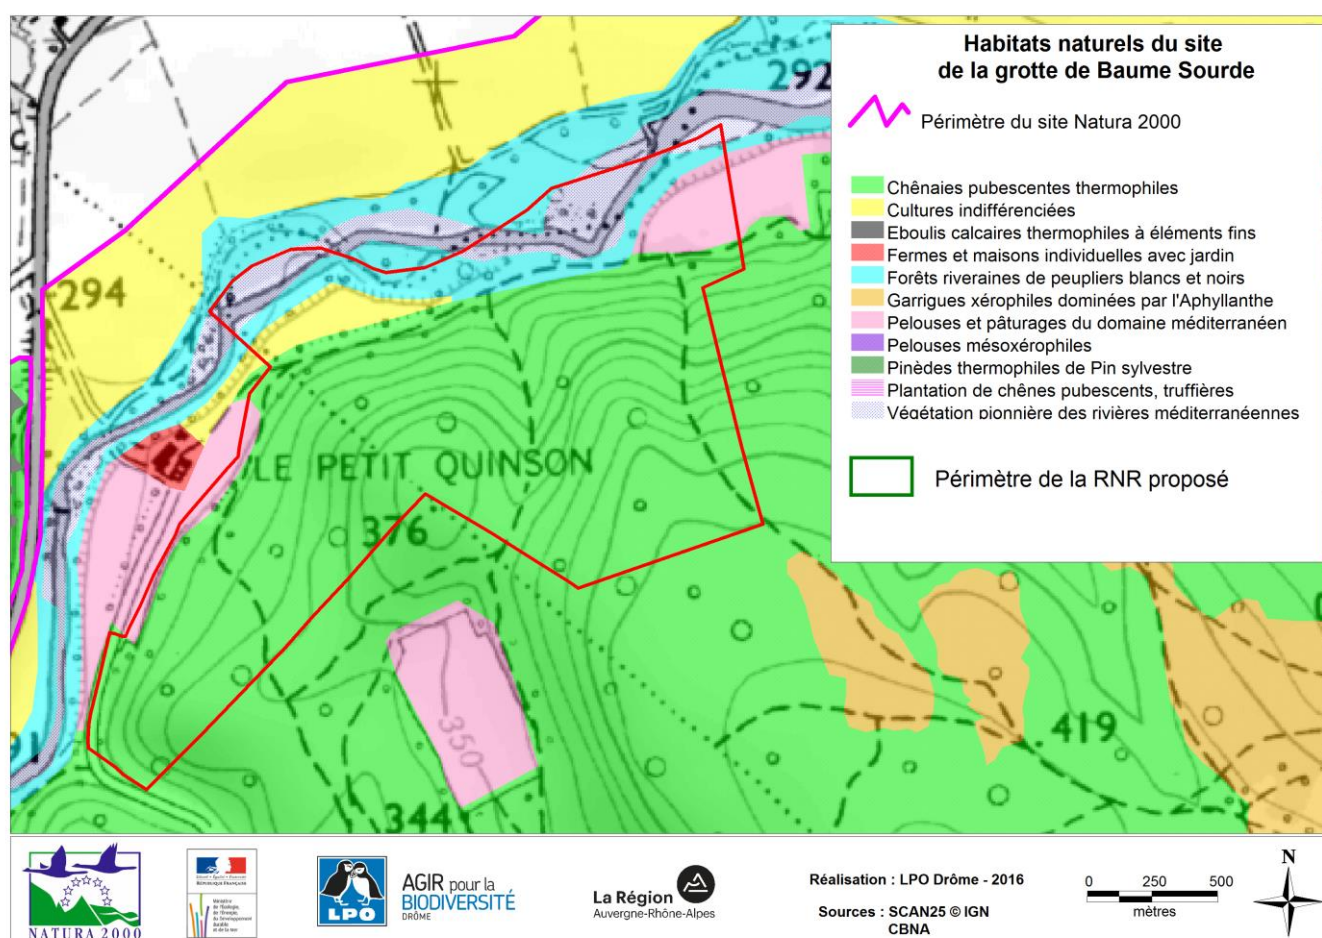 Habitats naturels du site
de la grotte de Baume Sourde
Périmètre du site Natura 2000
Chênaies pubescentes thermophiles
Cultures indifférenciées
Eboulis calcaires thermophiles à éléments fins
Fermes et maisons individuelles avec jardin
Forêts riveraines de peupliers blancs et noirs
Garrigues xérophiles dominées par l'Aphyllanthe
Pelouses et pâturages du domaine méditerranéen
Pelouses mésoxérophiles
Pinèdes thermophiles de Pin sylvestre
Plantation de chênes pubescents, truffières
Végétation pionnière des rivières méditerranéennes
Périmètre de la RNR proposé
292
294
LE PETIT QUINSON
376
350
419
344
91
NATURA 2000
RÉPUBLIQUE FRANÇAISE
LPO
AGIR pour la
BIODIVERSITÉ
DRÔME
La Région
Auvergne-Rhône-Alpes
Réalisation : LPO Drôme - 2016
Sources : SCAN25 © IGN
CBNA
0 250 500
mètres
N